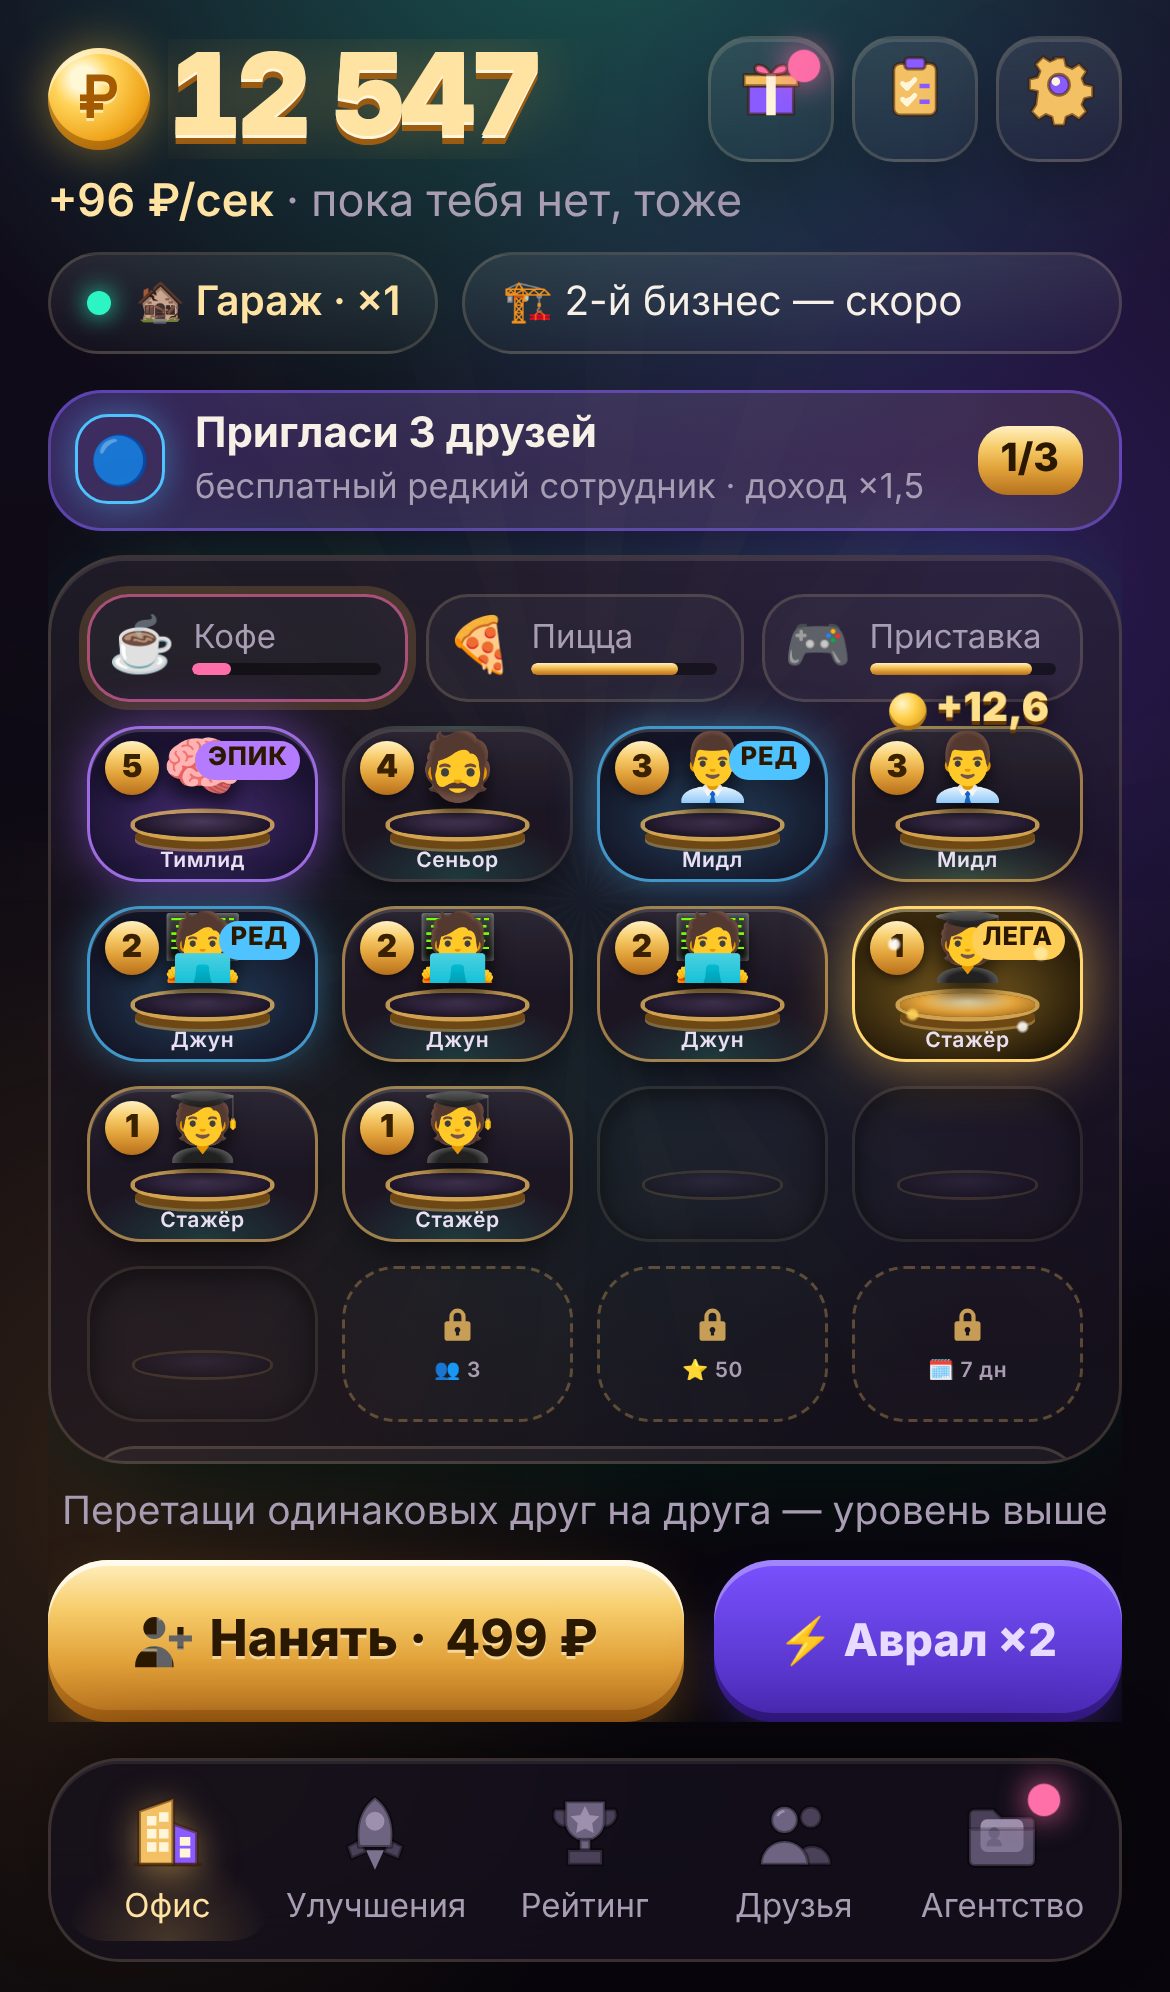 ₽ 12 547
+96 ₽/сек · пока тебя нет, тоже
Гараж · ×1
2-й бизнес — скоро
Пригласи 3 друзей
бесплатный редкий сотрудник · доход ×1,5
1/3
Кофе
Пицца
Приставка
+12,6
5 ЭПИК
Тимлид
4
Сеньор
3 РЕД
Мидл
3
Мидл
2 РЕД
Джун
2
Джун
2
Джун
1 ЛЕГА
Стажёр
1
Стажёр
1
Стажёр
3
50
7 дн
Перетащи одинаковых друг на друга — уровень выше
Нанять · 499 ₽
Аврал ×2
Офис
Улучшения
Рейтинг
Друзья
Агентство